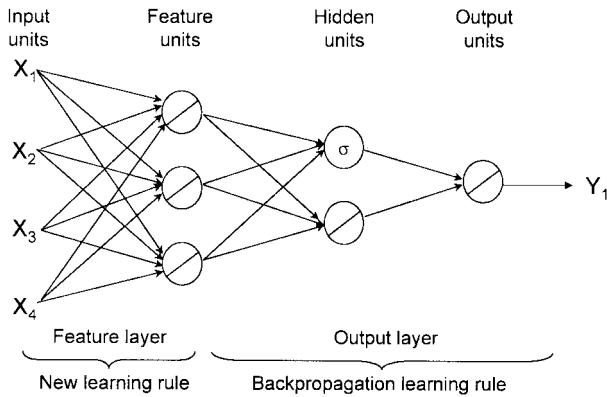 Input units
Feature units
Hidden units
Output units
X1
X2
X3
X4
σ
Y1
Feature layer
Output layer
New learning rule
Backpropagation learning rule